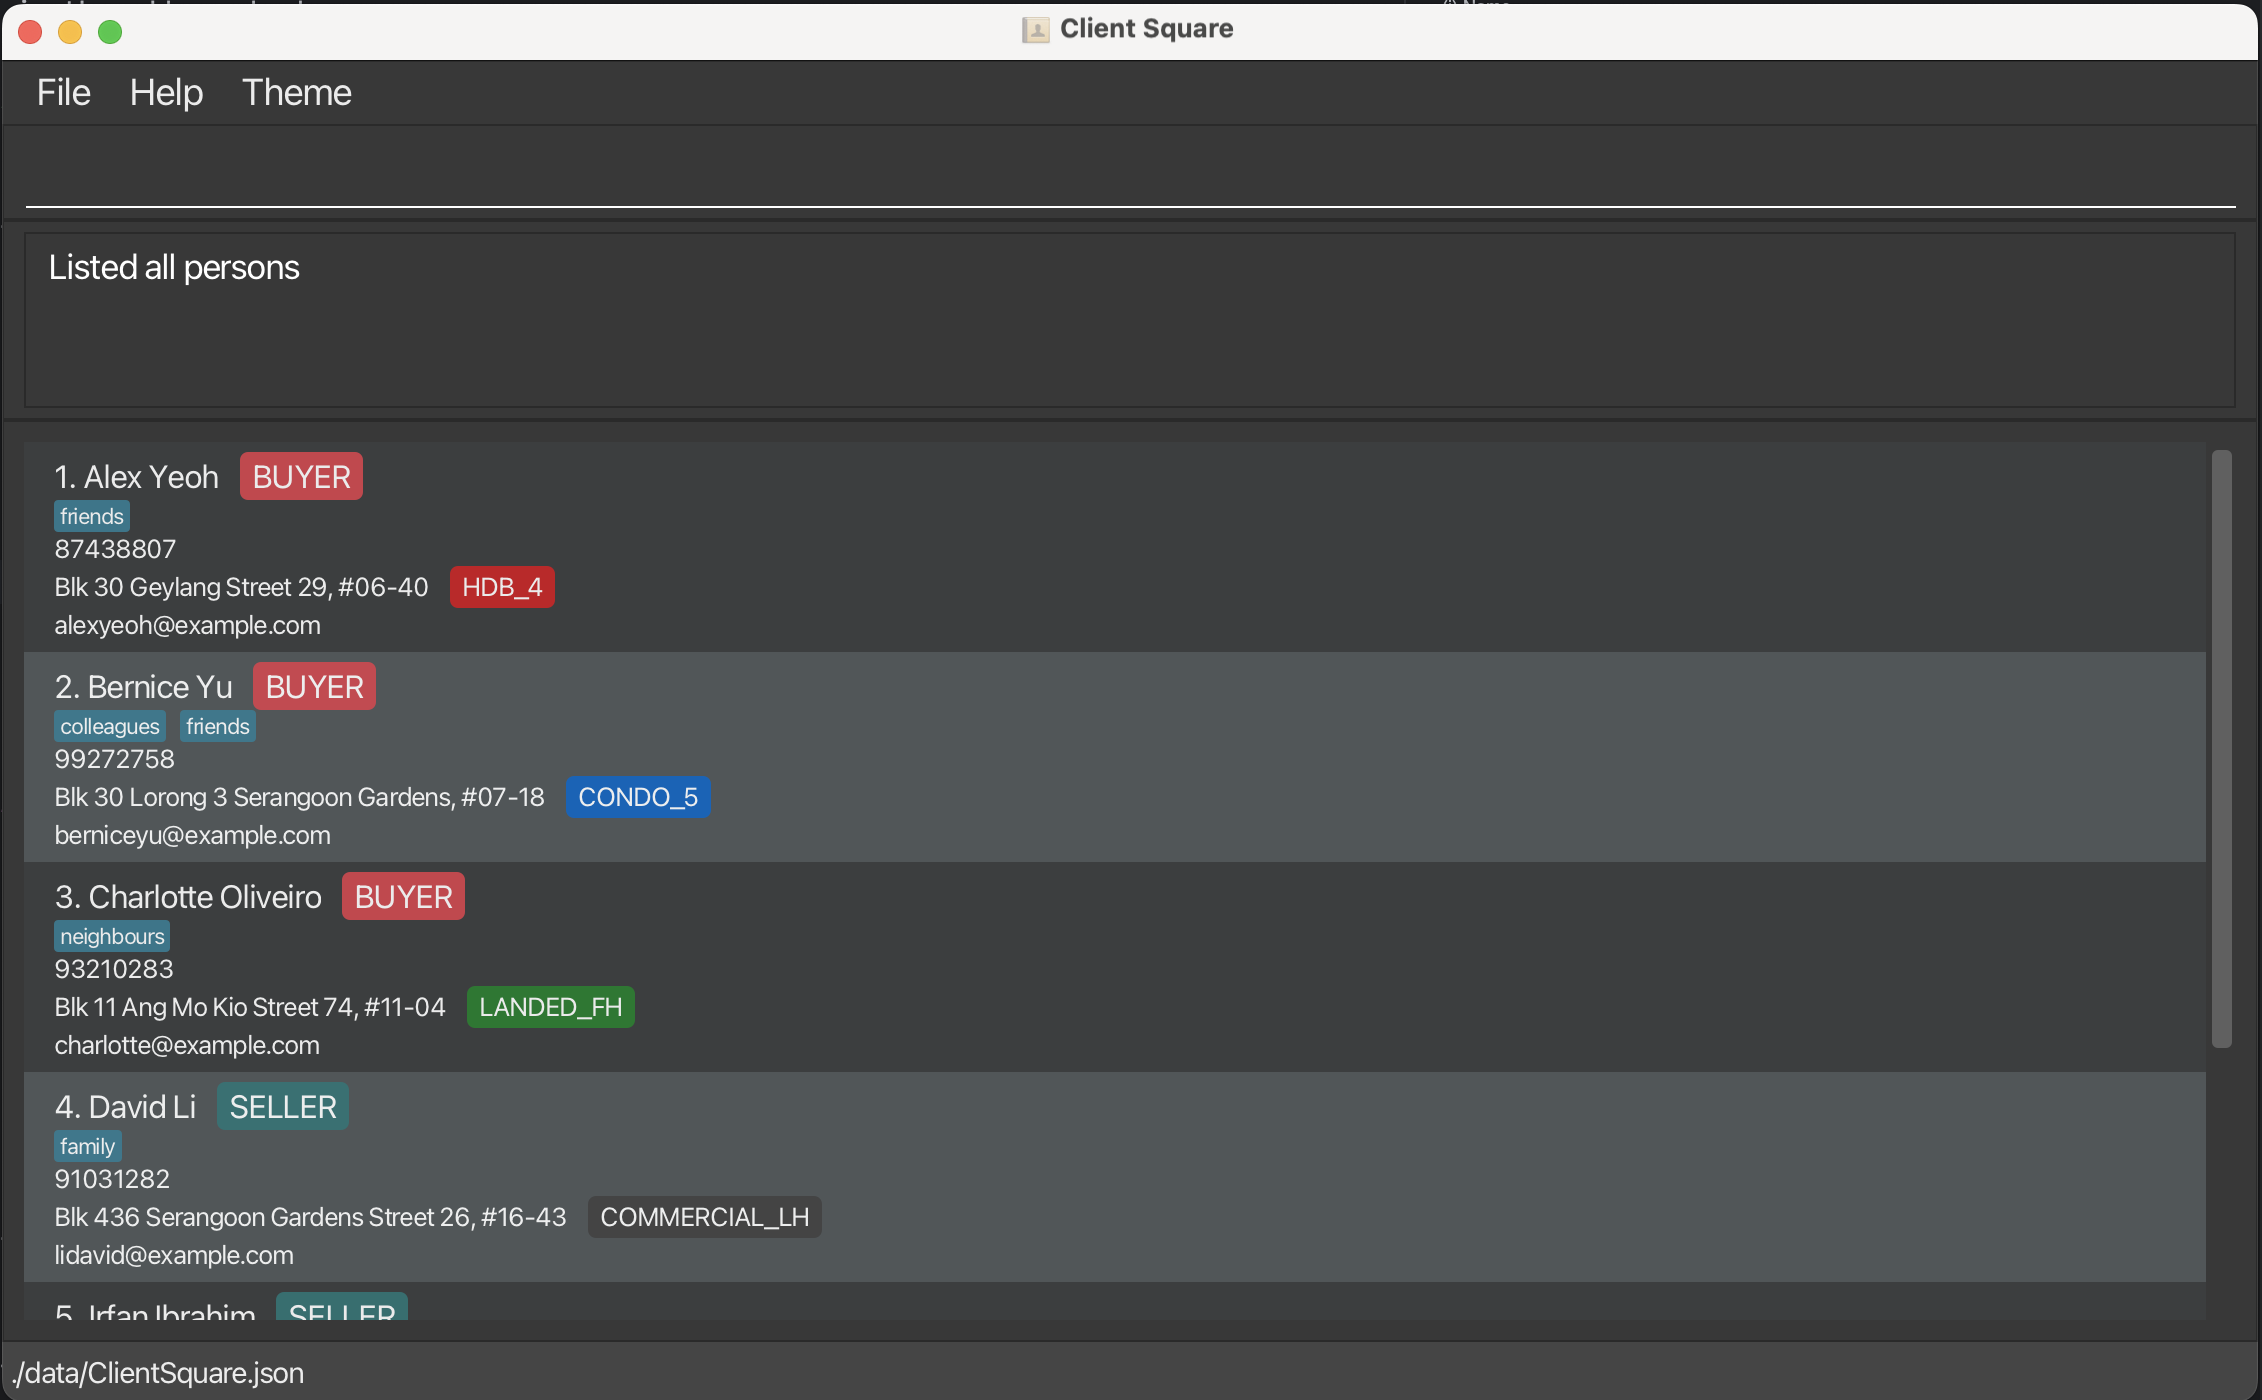 Client Square
File Help Theme
Listed all persons
1. Alex Yeoh BUYER
friends
87438807
Blk 30 Geylang Street 29, #06-40 HDB_4
alexyeoh@example.com
2. Bernice Yu BUYER
colleagues friends
99272758
Blk 30 Lorong 3 Serangoon Gardens, #07-18 CONDO_5
berniceyu@example.com
3. Charlotte Oliveiro BUYER
neighbours
93210283
Blk 11 Ang Mo Kio Street 74, #11-04 LANDED_FH
charlotte@example.com
4. David Li SELLER
family
91031282
Blk 436 Serangoon Gardens Street 26, #16-43 COMMERCIAL_LH
lidavid@example.com
5. Irfan Ibrahim SELLER
./data/ClientSquare.json